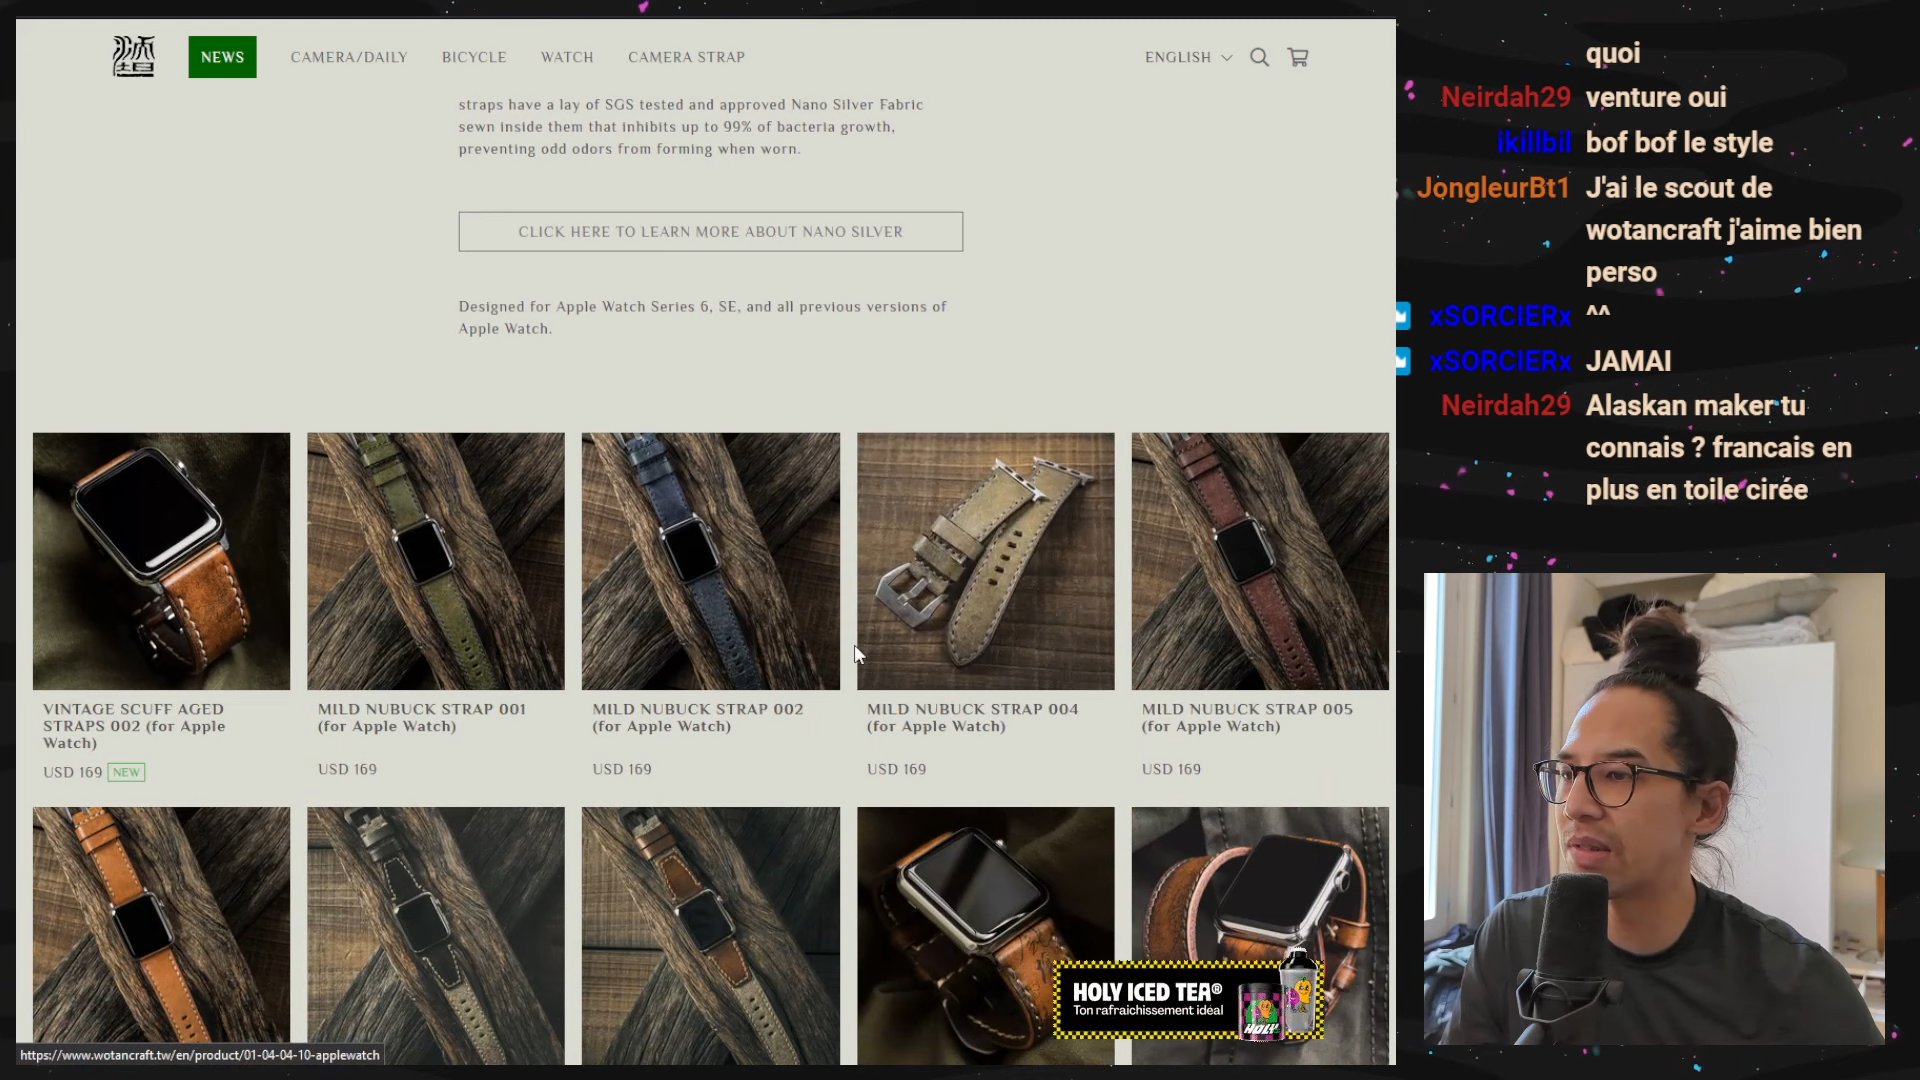 NEWS
CAMERA/DAILY
BICYCLE
WATCH
CAMERA STRAP
ENGLISH
straps have a lay of SGS tested and approved Nano Silver Fabric
sewn inside them that inhibits up to 99% of bacteria growth,
preventing odd odors from forming when worn.
CLICK HERE TO LEARN MORE ABOUT NANO SILVER
Designed for Apple Watch Series 6, SE, and all previous versions of
Apple Watch.
VINTAGE SCUFF AGED
STRAPS 002 (for Apple
Watch)
USD 169 NEW
MILD NUBUCK STRAP 001
(for Apple Watch)
USD 169
MILD NUBUCK STRAP 002
(for Apple Watch)
USD 169
MILD NUBUCK STRAP 004
(for Apple Watch)
USD 169
MILD NUBUCK STRAP 005
(for Apple Watch)
USD 169
HOLY ICED TEA®
Ton rafraichissement idéal
HOLY
https://www.wotancraft.tw/en/product/01-04-04-10-applewatch
quoi
Neirdah29 venture oui
ikillbil bof bof le style
JongleurBt1 J'ai le scout de
wotancraft j'aime bien
perso
xSORCIERx ^^
xSORCIERx JAMAI
Neirdah29 Alaskan maker tu
connais ? francais en
plus en toile cirée